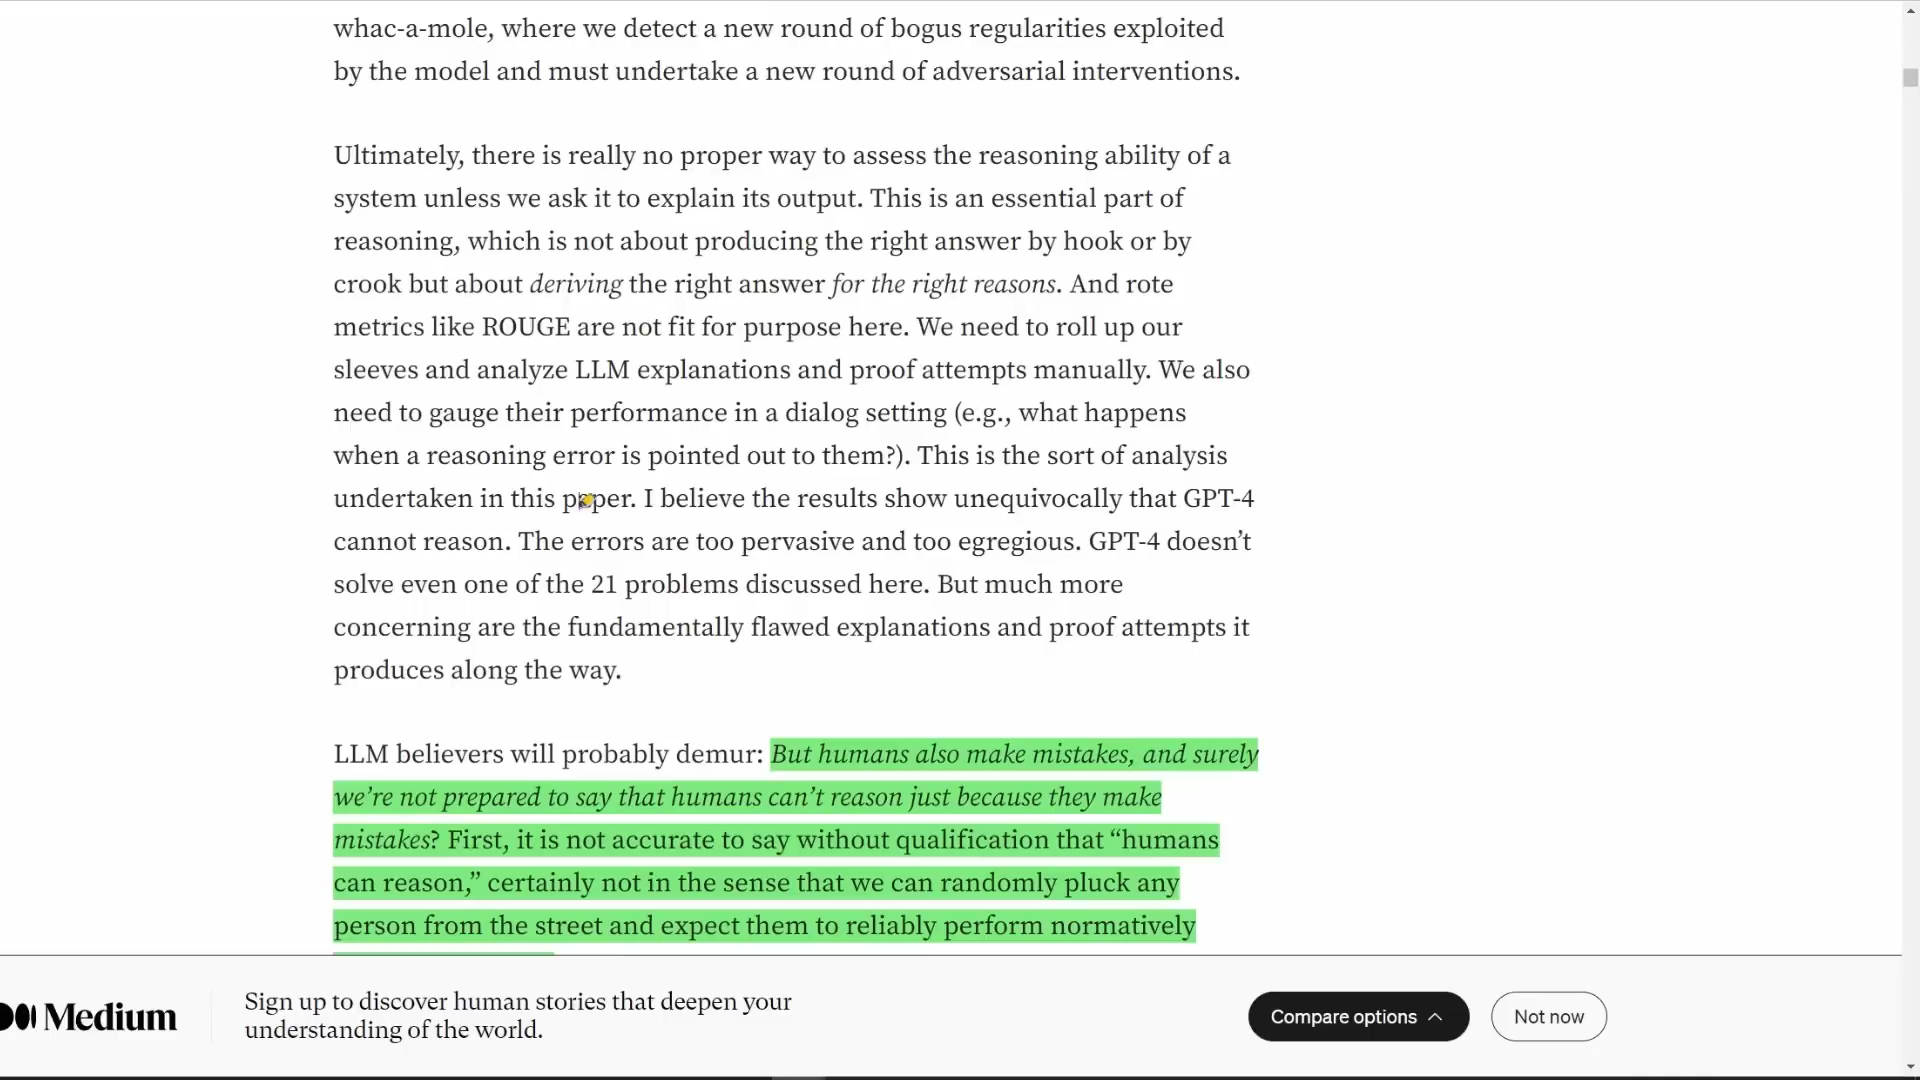 whac-a-mole, where we detect a new round of bogus regularities exploited
by the model and must undertake a new round of adversarial interventions.
Ultimately, there is really no proper way to assess the reasoning ability of a
system unless we ask it to explain its output. This is an essential part of
reasoning, which is not about producing the right answer by hook or by
crook but about deriving the right answer for the right reasons. And rote
metrics like ROUGE are not fit for purpose here. We need to roll up our
sleeves and analyze LLM explanations and proof attempts manually. We also
need to gauge their performance in a dialog setting (e.g., what happens
when a reasoning error is pointed out to them?). This is the sort of analysis
undertaken in this paper. I believe the results show unequivocally that GPT-4
cannot reason. The errors are too pervasive and too egregious. GPT-4 doesn’t
solve even one of the 21 problems discussed here. But much more
concerning are the fundamentally flawed explanations and proof attempts it
produces along the way.
LLM believers will probably demur: But humans also make mistakes, and surely
we’re not prepared to say that humans can’t reason just because they make
mistakes? First, it is not accurate to say without qualification that “humans
can reason,” certainly not in the sense that we can randomly pluck any
person from the street and expect them to reliably perform normatively
Medium
Sign up to discover human stories that deepen your
understanding of the world.
Compare options
Not now